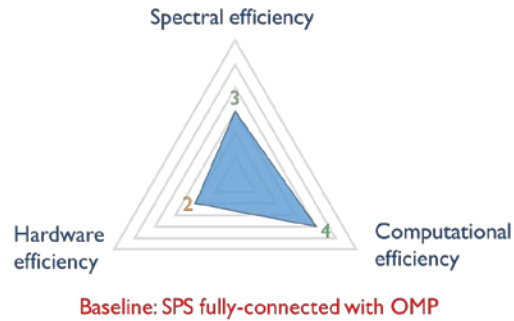 Spectral efficiency
3
2
4
Hardware
efficiency
Computational
efficiency
Baseline: SPS fully-connected with OMP